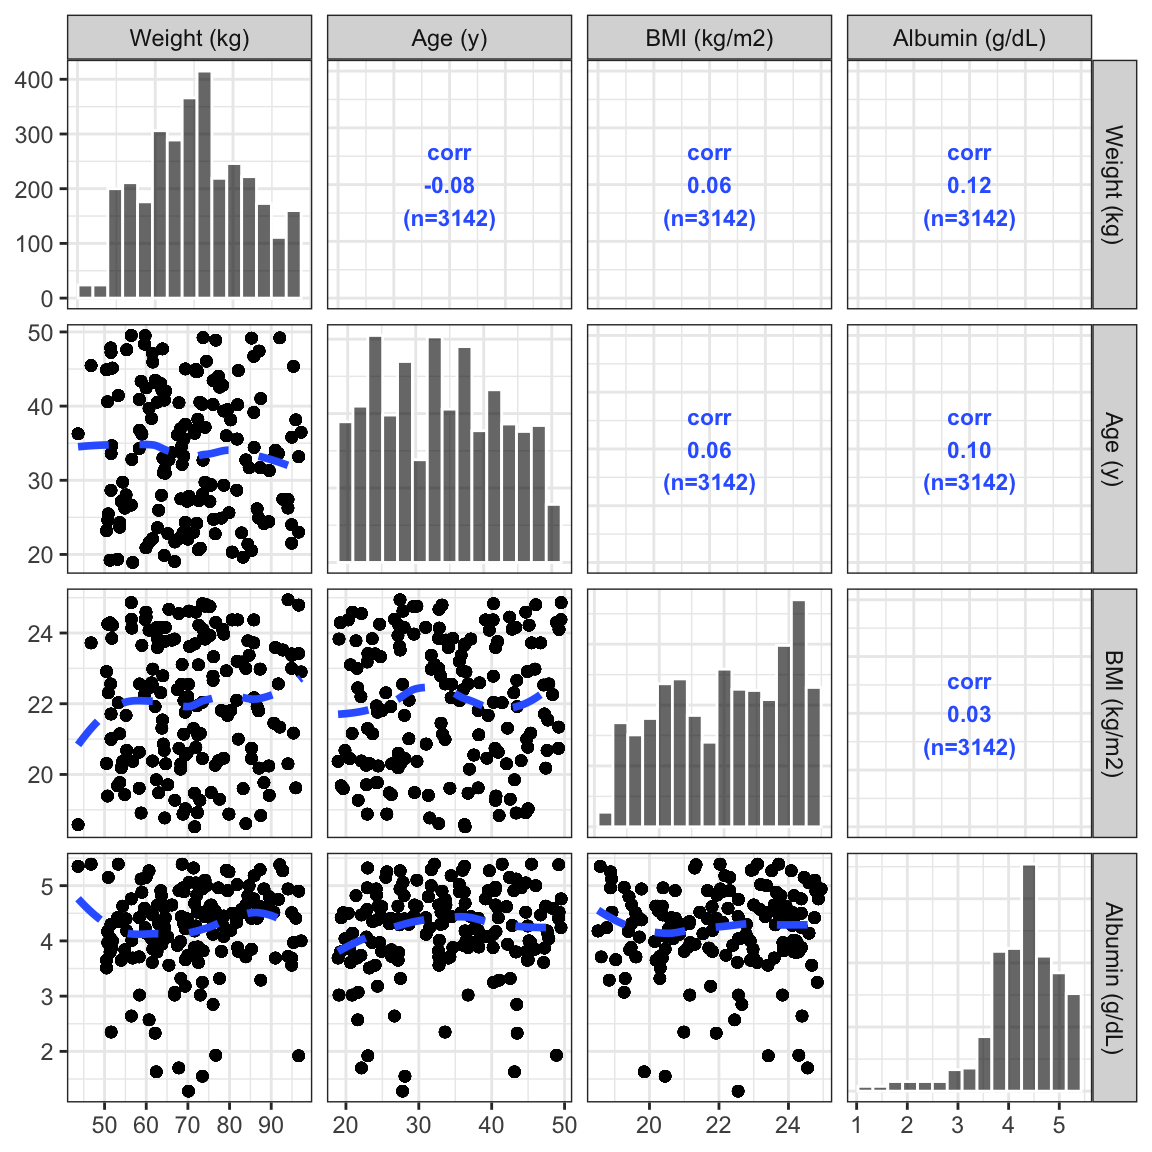 Weight (kg)
Age (y)
BMI (kg/m2)
Albumin (g/dL)
400
300
200
100
0
corr
-0.08
(n=3142)
corr
0.06
(n=3142)
corr
0.12
(n=3142)
Weight (kg)
50
40
30
20
corr
0.06
(n=3142)
corr
0.10
(n=3142)
Age (y)
24
22
20
corr
0.03
(n=3142)
BMI (kg/m2)
5
4
3
2
Albumin (g/dL)
50 60 70 80 90
20 30 40 50
20 22 24
1 2 3 4 5